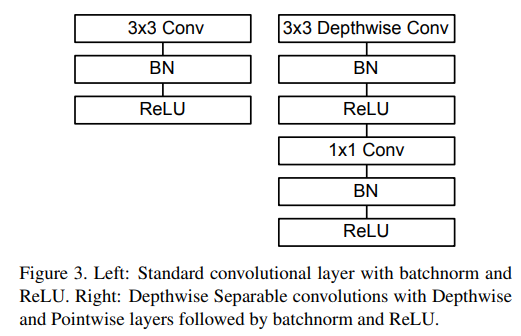 3x3 Conv
BN
ReLU
3x3 Depthwise Conv
BN
ReLU
1x1 Conv
BN
ReLU
Figure 3. Left: Standard convolutional layer with batchnorm and
ReLU. Right: Depthwise Separable convolutions with Depthwise
and Pointwise layers followed by batchnorm and ReLU.